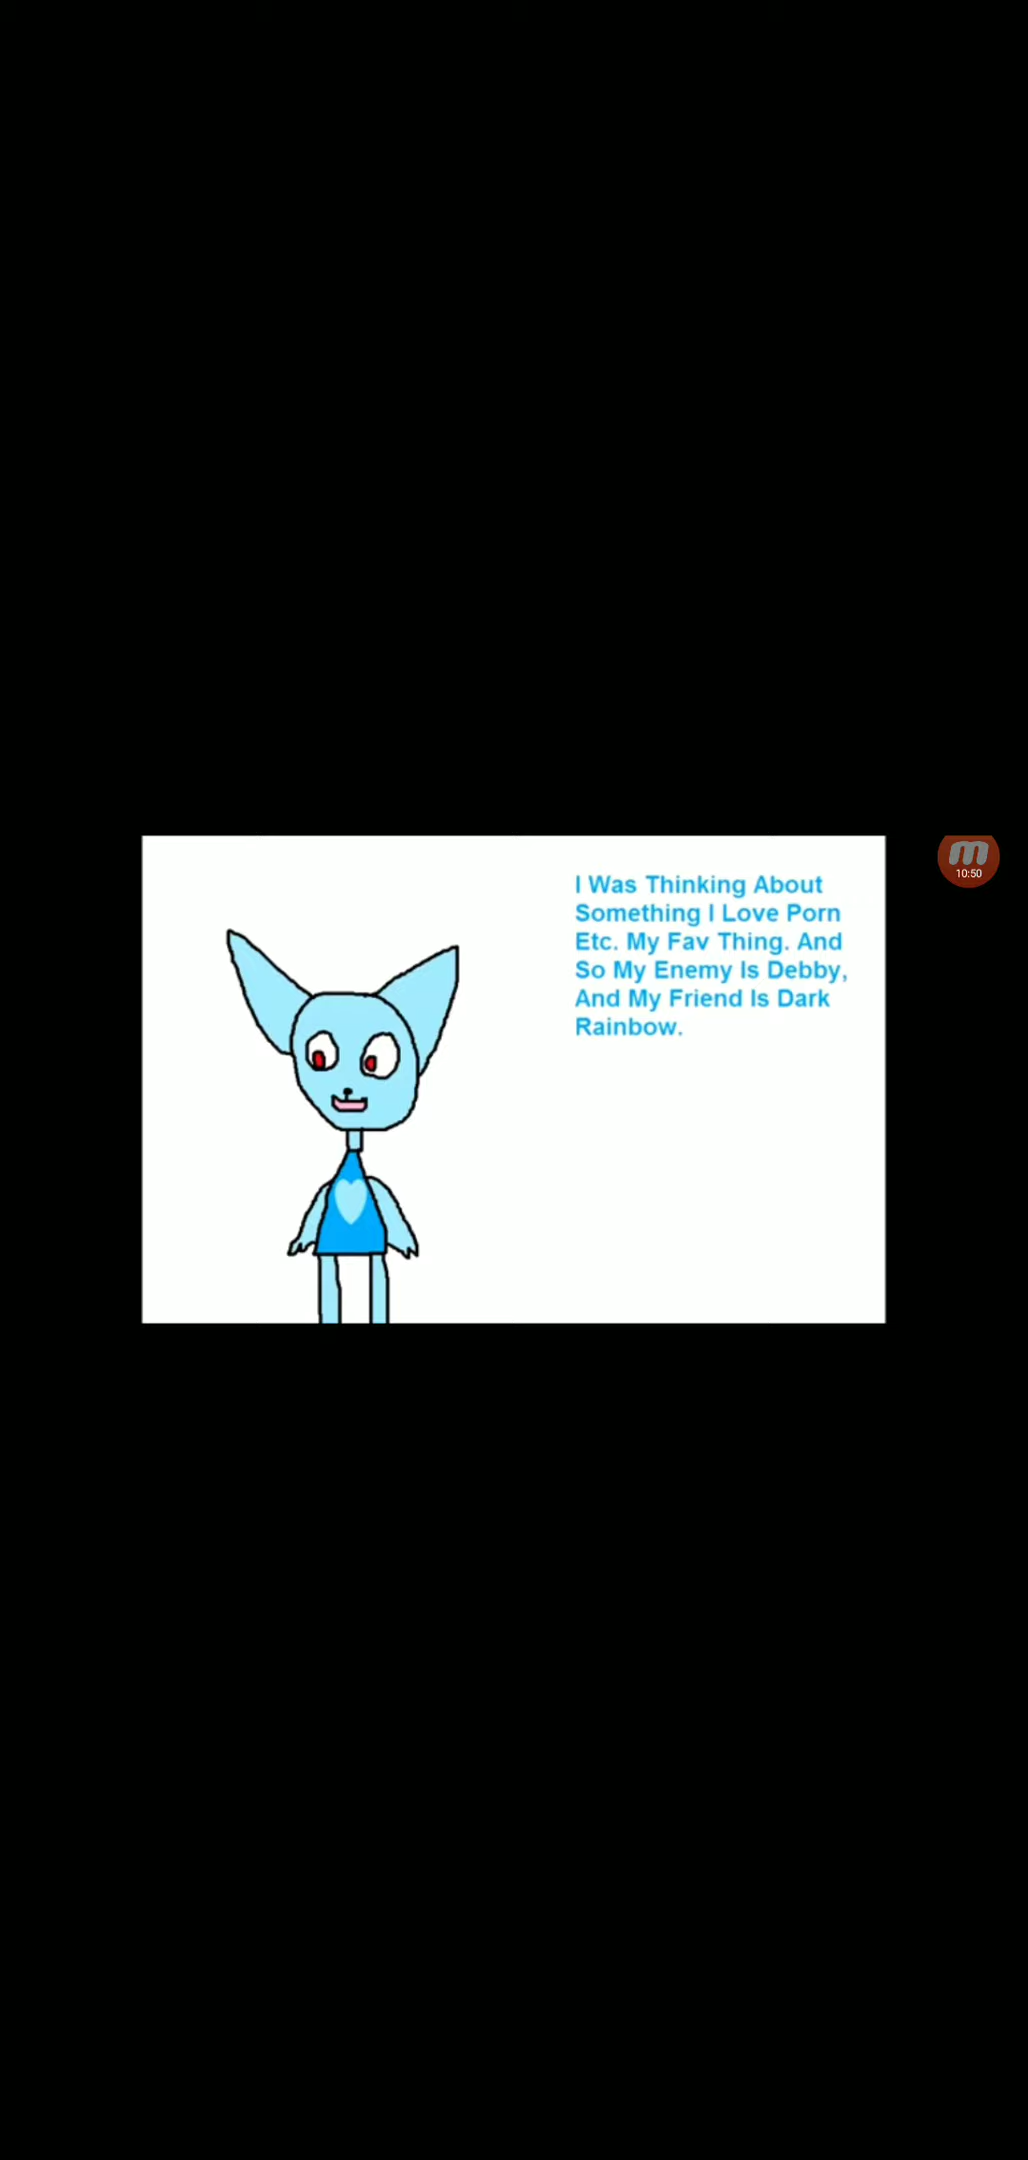 I Was Thinking About
Something I Love Porn
Etc. My Fav Thing. And
So My Enemy Is Debby,
And My Friend Is Dark
Rainbow.
10:50